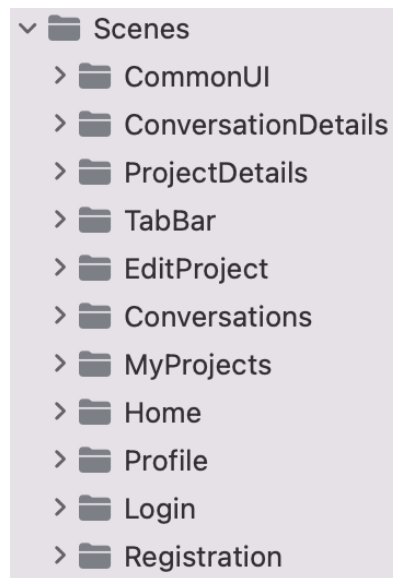 Scenes
CommonUI
ConversationDetails
ProjectDetails
TabBar
EditProject
Conversations
MyProjects
Home
Profile
Login
Registration